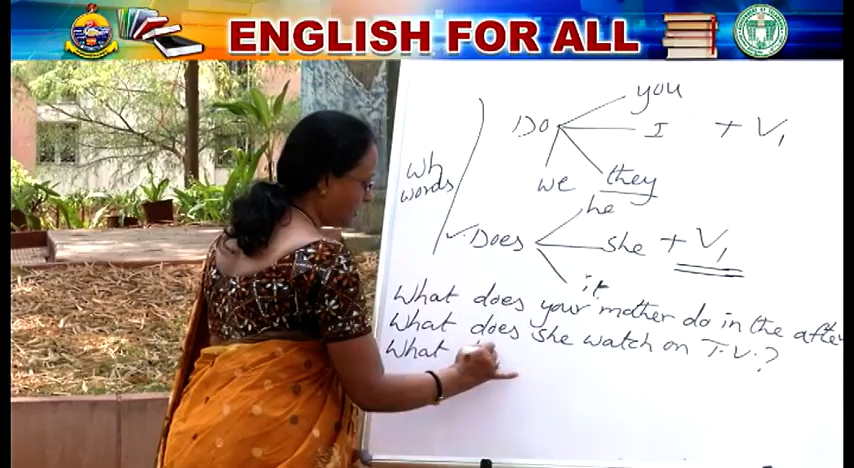 ENGLISH FOR ALL
you
Do I + V1
wh
words
we they
he
✓ Does she + V1
it
What does your mother do in the after
What does she watch on T.V.?
What